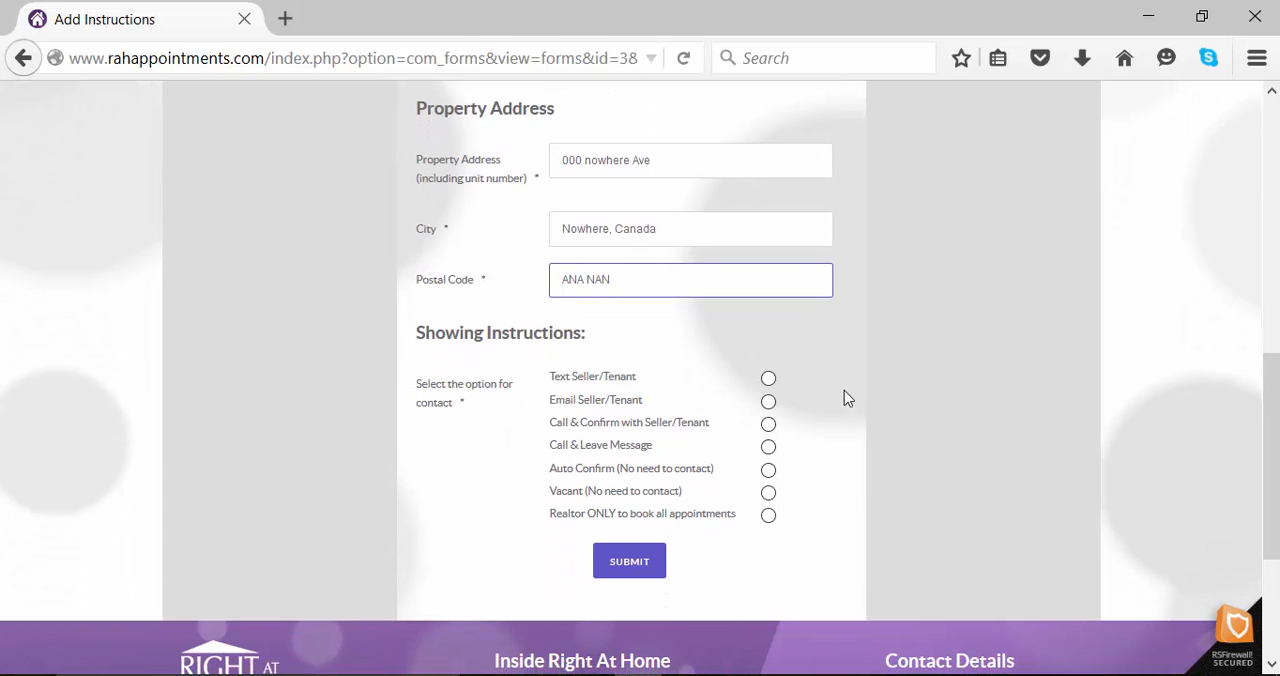 Add Instructions
www.rahappointments.com/index.php?option=com_forms&view=forms&id=38
Search
Property Address
Property Address
(including unit number) *
000 nowhere Ave
City *
Nowhere, Canada
Postal Code *
ANA NAN
Showing Instructions:
Select the option for
contact *
Text Seller/Tenant
Email Seller/Tenant
Call & Confirm with Seller/Tenant
Call & Leave Message
Auto Confirm (No need to contact)
Vacant (No need to contact)
Realtor ONLY to book all appointments
SUBMIT
RIGHT AT
Inside Right At Home
Contact Details
RSFirewall!
SECURED